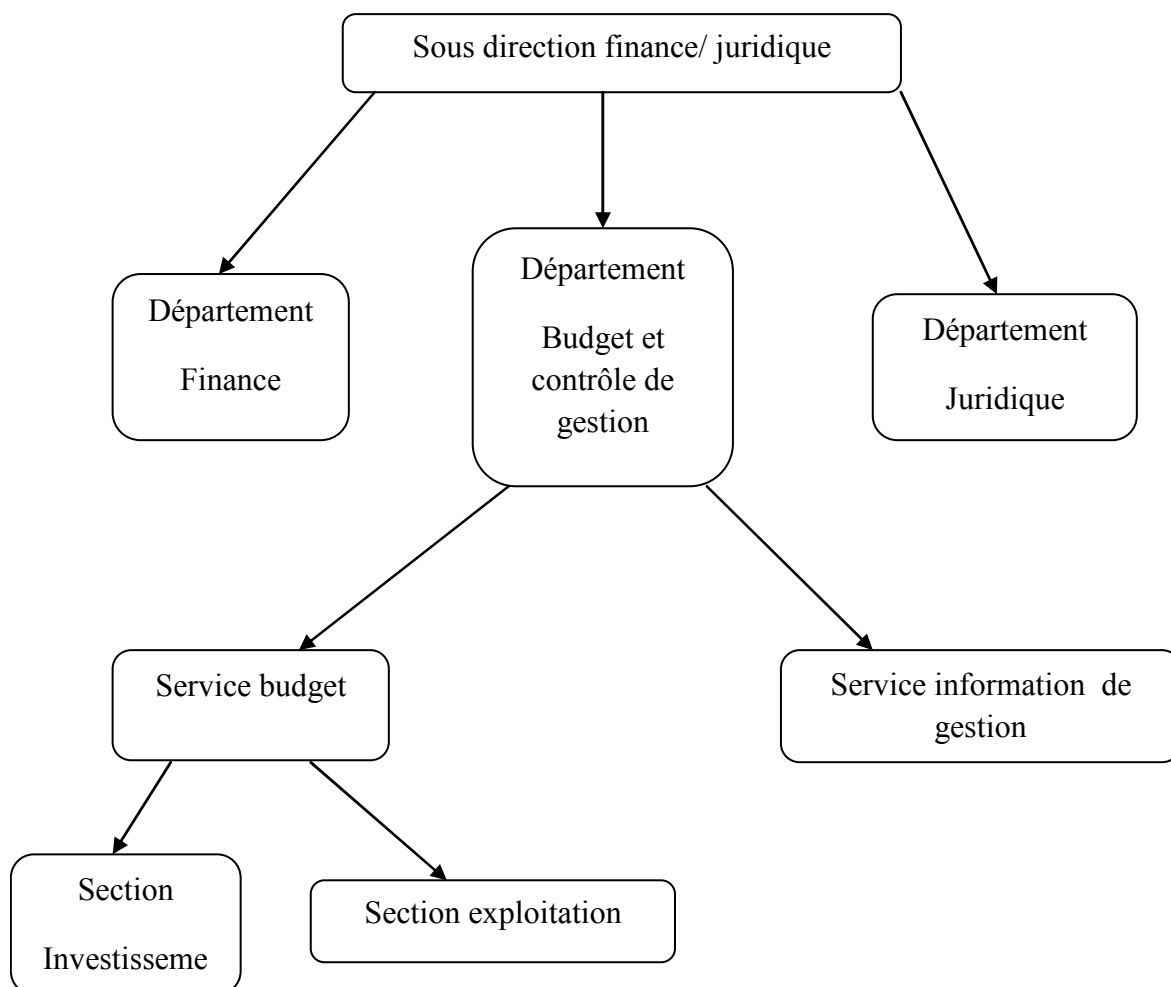 Sous direction finance/ juridique
Département
Finance
Département
Budget et
contrôle de
gestion
Département
Juridique
Service budget
Service information  de
gestion
Section
Investisseme
Section exploitation